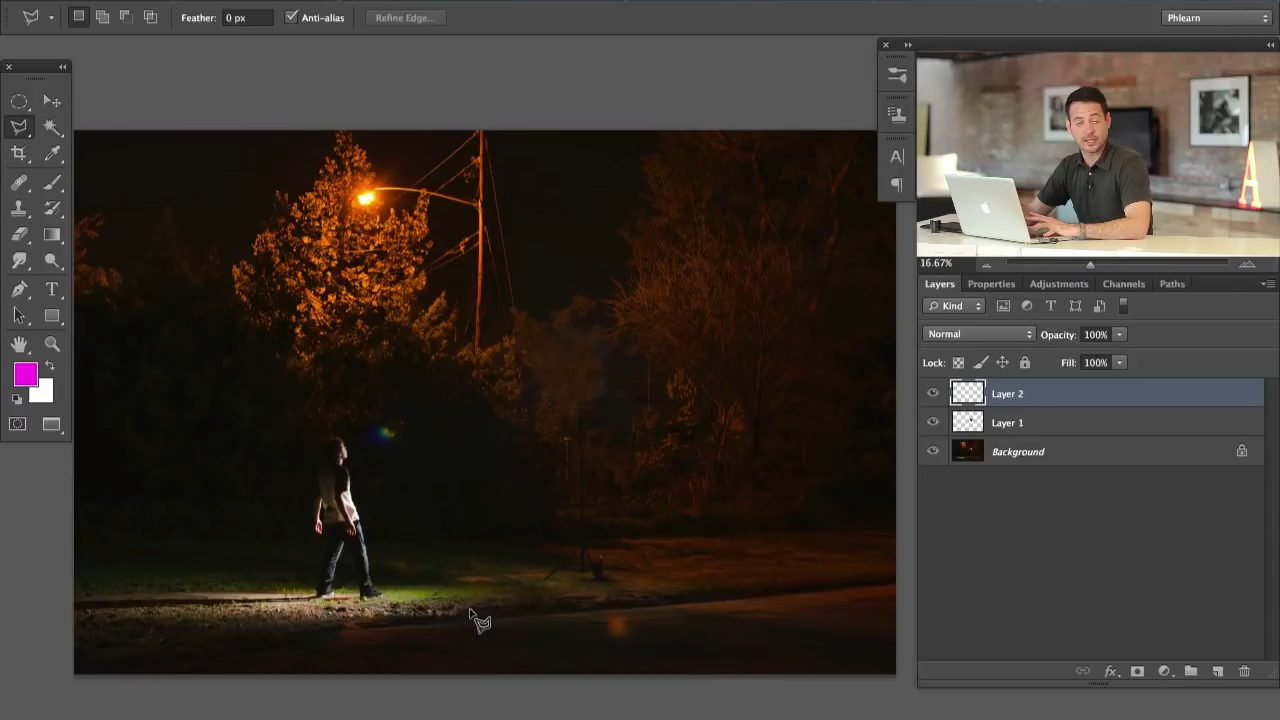 Feather: 0 px Anti-alias Refine Edge... Phlearn
A
16.67%
Layers Properties Adjustments Channels Paths
Kind T
Normal Opacity: 100%
Lock: Fill: 100%
Layer 2
Layer 1
Background
fx